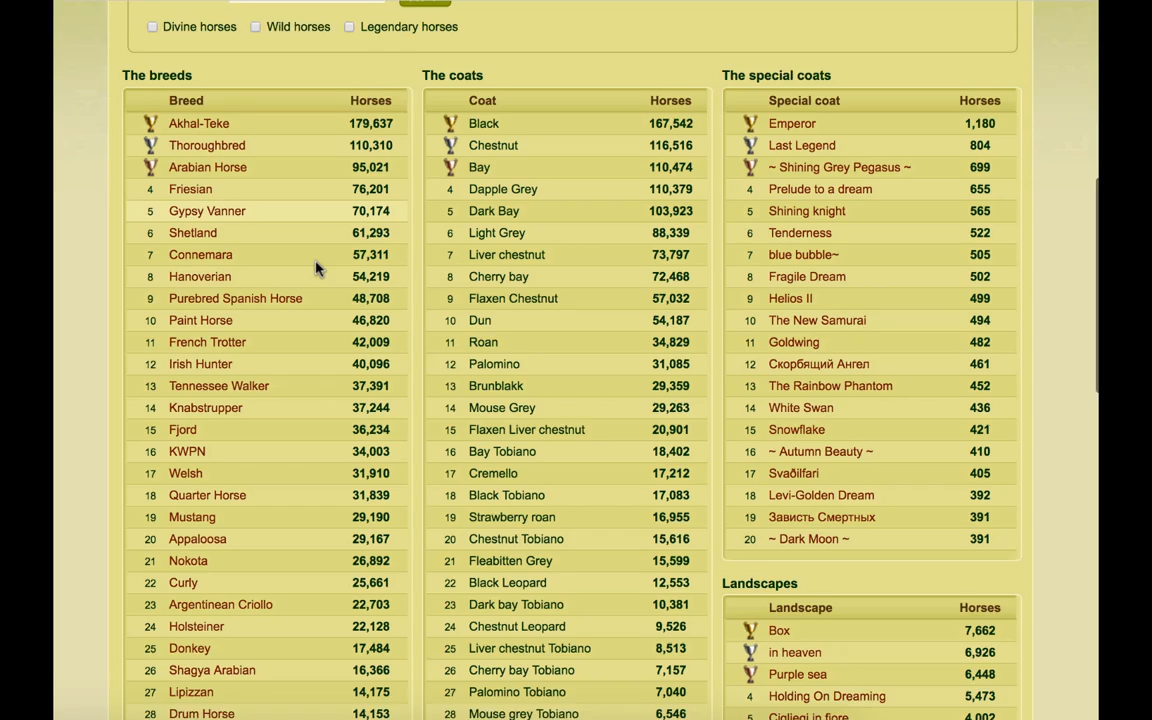 Divine horses Wild horses Legendary horses
The breeds
Breed Horses
Akhal-Teke 179,637
Thoroughbred 110,310
Arabian Horse 95,021
4 Friesian 76,201
5 Gypsy Vanner 70,174
6 Shetland 61,293
7 Connemara 57,311
8 Hanoverian 54,219
9 Purebred Spanish Horse 48,708
10 Paint Horse 46,820
11 French Trotter 42,009
12 Irish Hunter 40,096
13 Tennessee Walker 37,391
14 Knabstrupper 37,244
15 Fjord 36,234
16 KWPN 34,003
17 Welsh 31,910
18 Quarter Horse 31,839
19 Mustang 29,190
20 Appaloosa 29,167
21 Nokota 26,892
22 Curly 25,661
23 Argentinean Criollo 22,703
24 Holsteiner 22,128
25 Donkey 17,484
26 Shagya Arabian 16,366
27 Lipizzan 14,175
28 Drum Horse 14,153
The coats
Coat Horses
Black 167,542
Chestnut 116,516
Bay 110,474
4 Dapple Grey 110,379
5 Dark Bay 103,923
6 Light Grey 88,339
7 Liver chestnut 73,797
8 Cherry bay 72,468
9 Flaxen Chestnut 57,032
10 Dun 54,187
11 Roan 34,829
12 Palomino 31,085
13 Brunblakk 29,359
14 Mouse Grey 29,263
15 Flaxen Liver chestnut 20,901
16 Bay Tobiano 18,402
17 Cremello 17,212
18 Black Tobiano 17,083
19 Strawberry roan 16,955
20 Chestnut Tobiano 15,616
21 Fleabitten Grey 15,599
22 Black Leopard 12,553
23 Dark bay Tobiano 10,381
24 Chestnut Leopard 9,526
25 Liver chestnut Tobiano 8,513
26 Cherry bay Tobiano 7,157
27 Palomino Tobiano 7,040
28 Mouse grey Tobiano 6,546
The special coats
Special coat Horses
Emperor 1,180
Last Legend 804
~ Shining Grey Pegasus ~ 699
4 Prelude to a dream 655
5 Shining knight 565
6 Tenderness 522
7 blue bubble~ 505
8 Fragile Dream 502
9 Helios II 499
10 The New Samurai 494
11 Goldwing 482
12 Скорбящий Ангел 461
13 The Rainbow Phantom 452
14 White Swan 436
15 Snowflake 421
16 ~ Autumn Beauty ~ 410
17 Svaðilfari 405
18 Levi-Golden Dream 392
19 Зависть Смертных 391
20 ~ Dark Moon ~ 391
Landscapes
Landscape Horses
Box 7,662
in heaven 6,926
Purple sea 6,448
4 Holding On Dreaming 5,473
5 Cigliegi in fiore 4,002